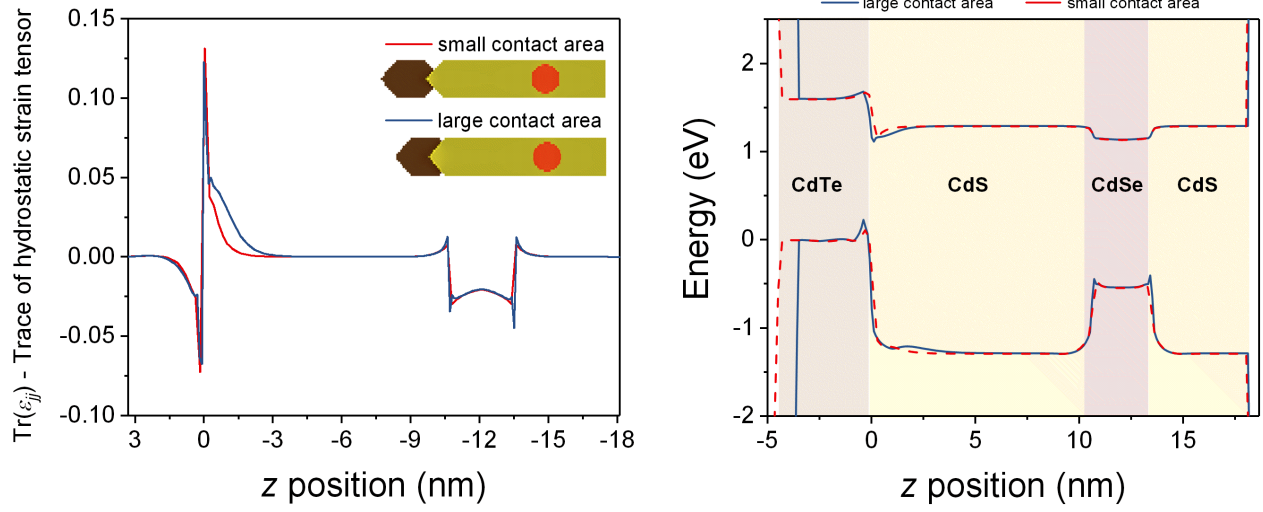 Tr(εjj) - Trace of hydrostatic strain tensor
0.15
0.10
0.05
0.00
-0.05
-0.10
3 0 -3 -6 -9 -12 -15 -18
z position (nm)
small contact area
large contact area
large contact area small contact area
Energy (eV)
2
1
0
-1
-2
CdTe CdS CdSe CdS
-5 0 5 10 15
z position (nm)